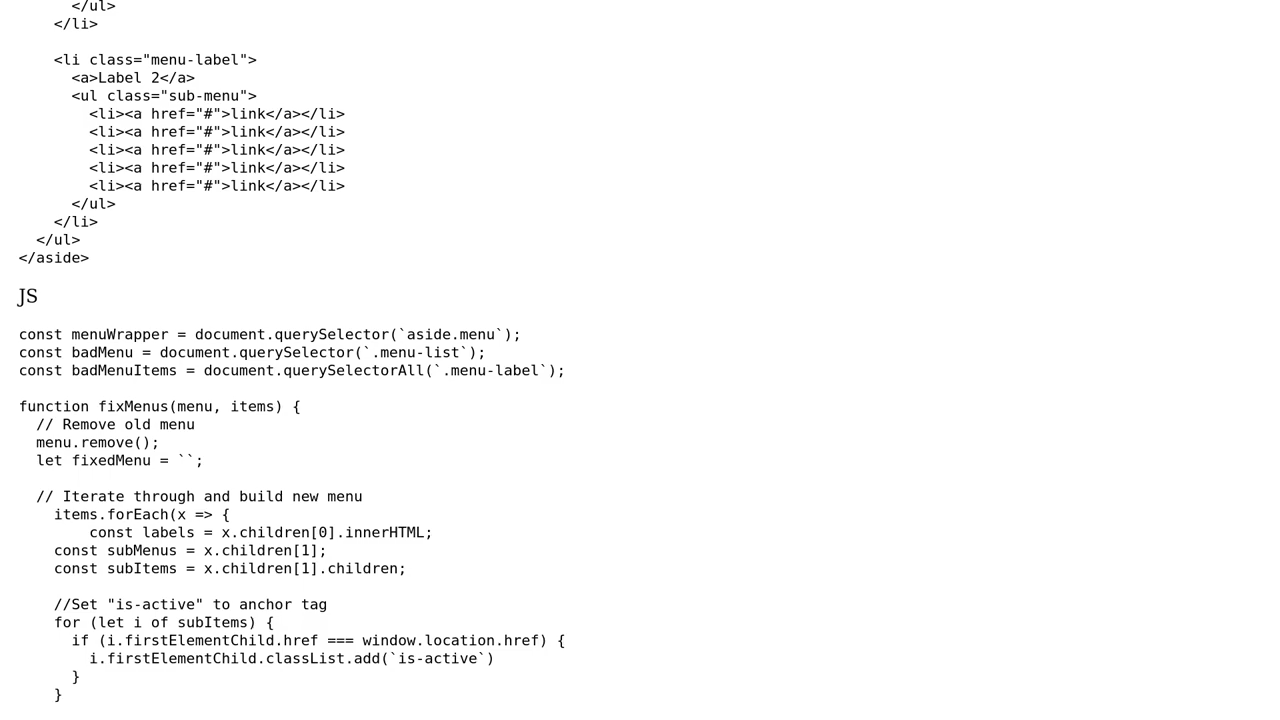 </ul>
    </li>

    <li class="menu-label">
      <a>Label 2</a>
      <ul class="sub-menu">
        <li><a href="#">link</a></li>
        <li><a href="#">link</a></li>
        <li><a href="#">link</a></li>
        <li><a href="#">link</a></li>
        <li><a href="#">link</a></li>
      </ul>
    </li>
  </ul>
</aside>

JS

const menuWrapper = document.querySelector(`aside.menu`);
const badMenu = document.querySelector(`.menu-list`);
const badMenuItems = document.querySelectorAll(`.menu-label`);

function fixMenus(menu, items) {
  // Remove old menu
  menu.remove();
  let fixedMenu = ``;

  // Iterate through and build new menu
    items.forEach(x => {
        const labels = x.children[0].innerHTML;
    const subMenus = x.children[1];
    const subItems = x.children[1].children;

    //Set "is-active" to anchor tag
    for (let i of subItems) {
      if (i.firstElementChild.href === window.location.href) {
        i.firstElementChild.classList.add(`is-active`)
      }
    }